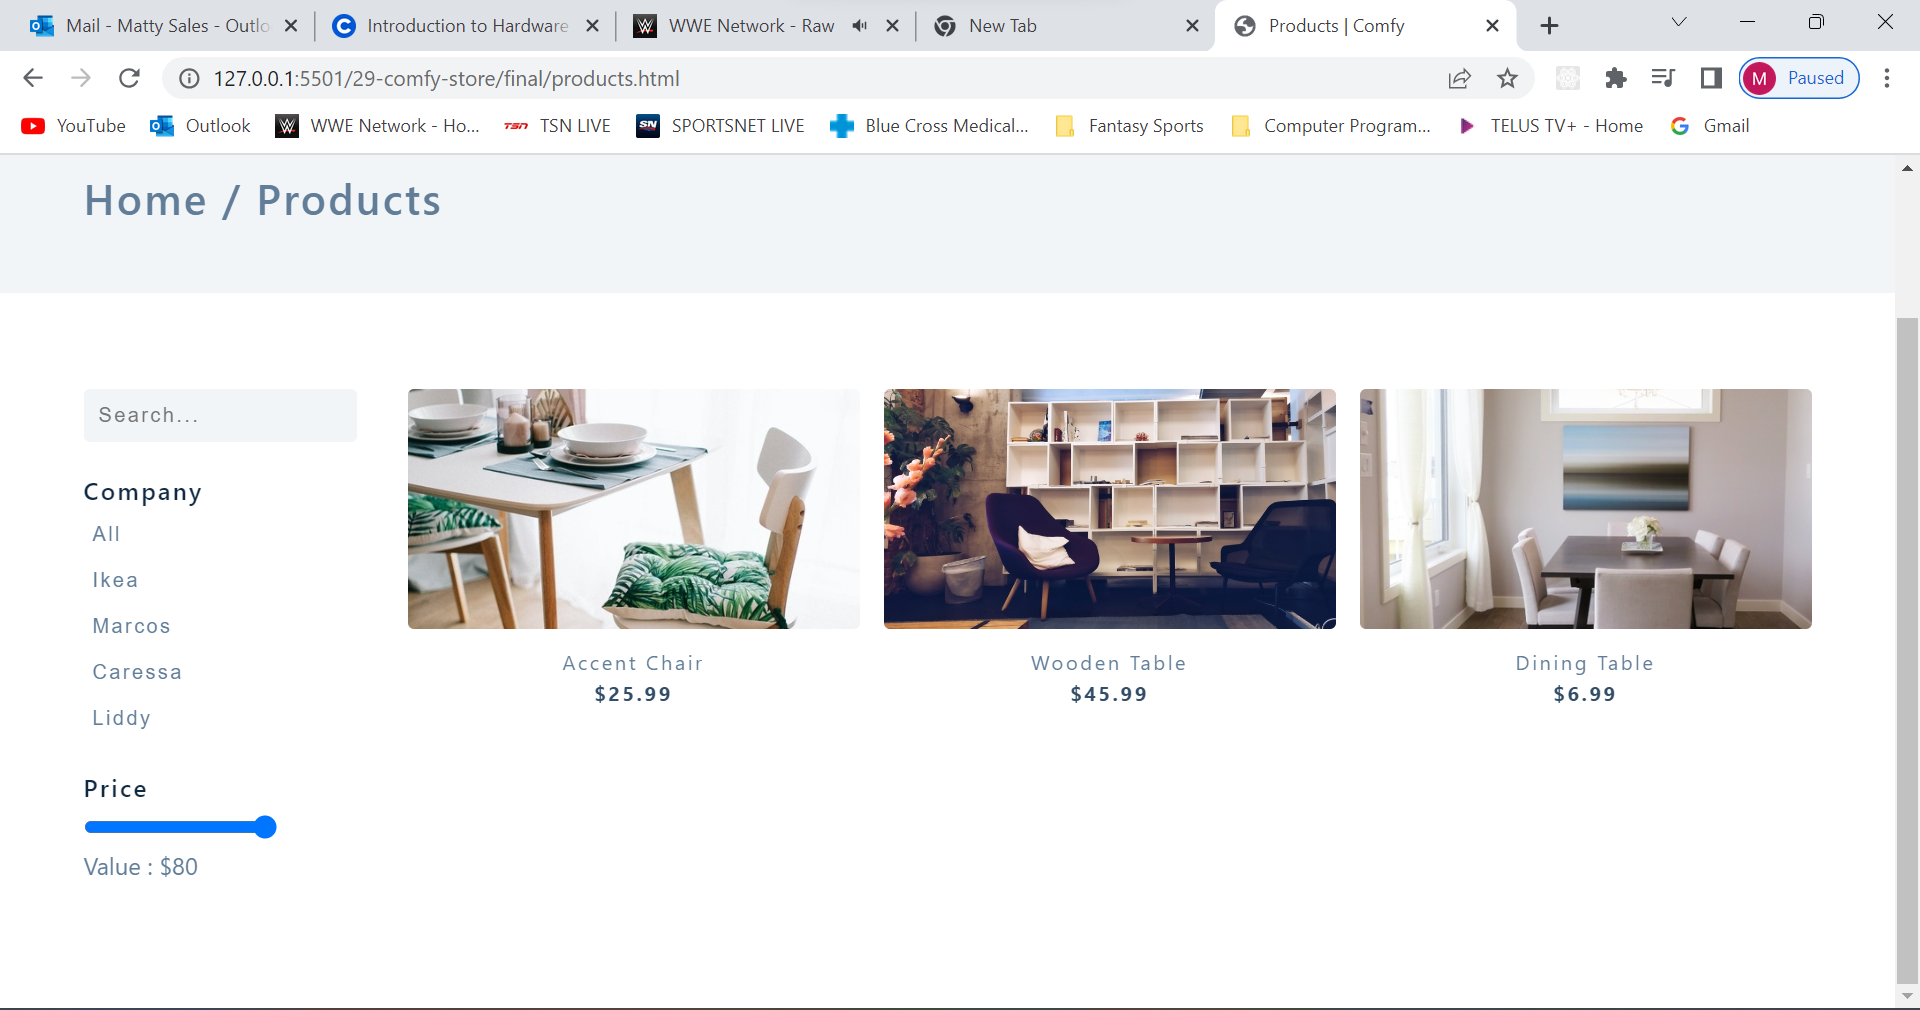 Mail - Matty Sales - Outlo
Introduction to Hardware
WWE Network - Raw
New Tab
Products | Comfy
127.0.0.1:5501/29-comfy-store/final/products.html
M Paused
YouTube
Outlook
WWE Network - Ho...
TSN TSN LIVE
SN SPORTSNET LIVE
Blue Cross Medical...
Fantasy Sports
Computer Program...
TELUS TV+ - Home
Gmail
Home / Products
Search...
Company
All
Ikea
Marcos
Caressa
Liddy
Price
Value : $80
Accent Chair
$25.99
Wooden Table
$45.99
Dining Table
$6.99